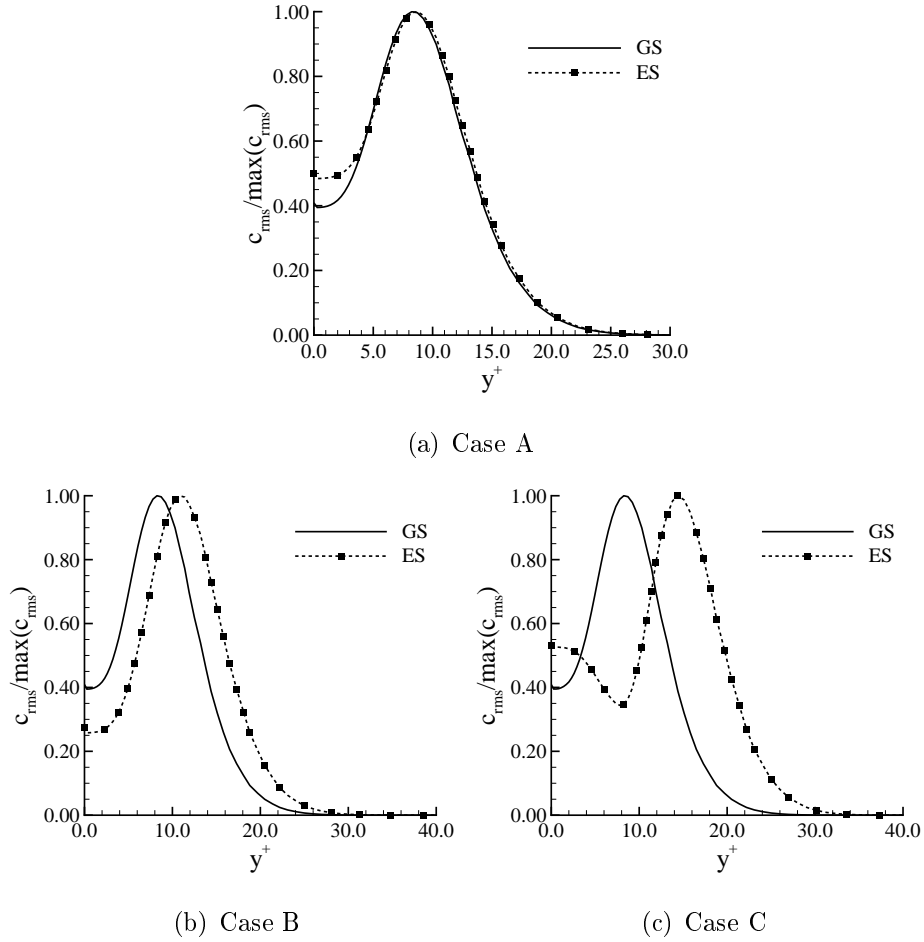 1.00
0.80
0.60
0.40
0.20
0.00
c_rms/max(c_rms)
GS
ES
0.0 5.0 10.0 15.0 20.0 25.0 30.0
y^+
(a) Case A
1.00
0.80
0.60
0.40
0.20
0.00
c_rms/max(c_rms)
GS
ES
0.0 10.0 20.0 30.0 40.0
y^+
(b) Case B
1.00
0.80
0.60
0.40
0.20
0.00
c_rms/max(c_rms)
GS
ES
0.0 10.0 20.0 30.0 40.0
y^+
(c) Case C